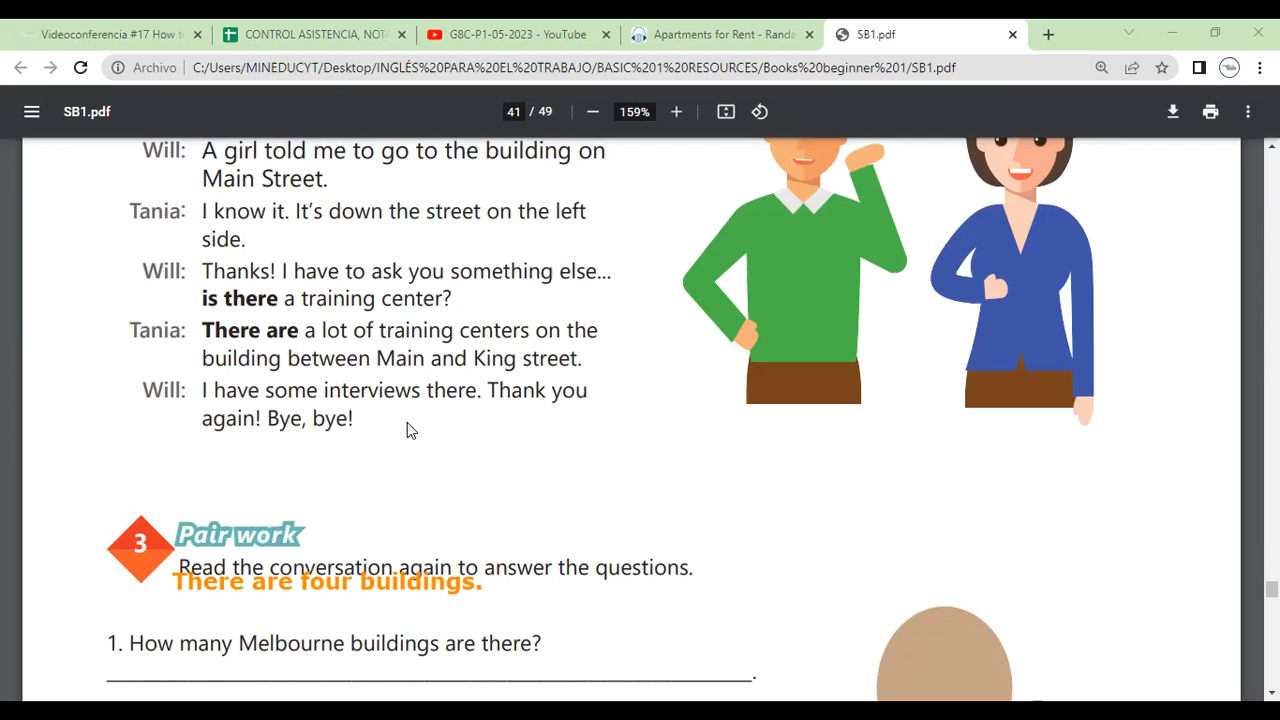 Videoconferencia #17 How to
CONTROL ASISTENCIA, NOT
G8C-P1-05-2023 - YouTube
Apartments for Rent - Randa
SB1.pdf
Archivo C:/Users/MINEDUCYT/Desktop/INGLÉS%20PARA%20EL%20TRABAJO/BASIC%201%20RESOURCES/Books%20beginner%201/SB1.pdf
SB1.pdf 41 / 49 159%
Will: A girl told me to go to the building on
Main Street.
Tania: I know it. It's down the street on the left
side.
Will: Thanks! I have to ask you something else...
is there a training center?
Tania: There are a lot of training centers on the
building between Main and King street.
Will: I have some interviews there. Thank you
again! Bye, bye!
3 Pair work
Read the conversation again to answer the questions.
There are four buildings.
1. How many Melbourne buildings are there?